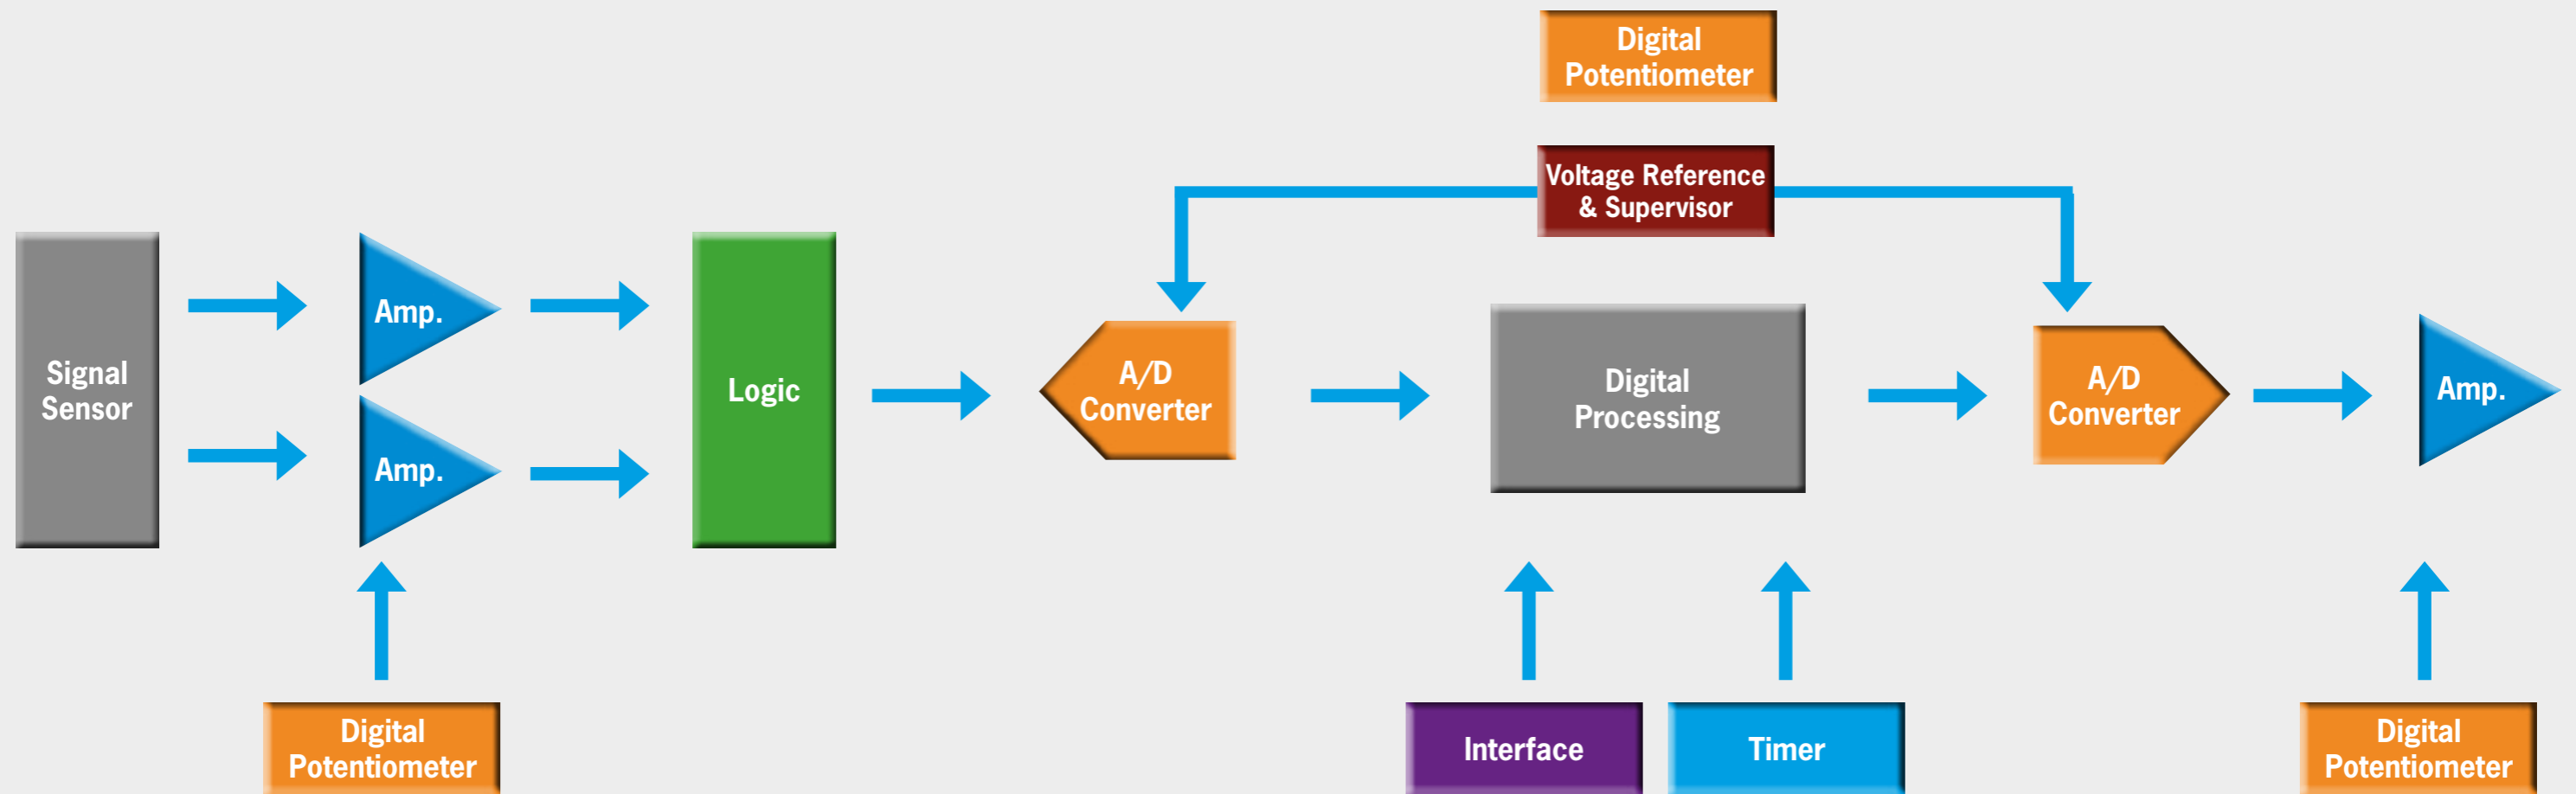 Digital
Potentiometer
Voltage Reference
& Supervisor
Signal
Sensor
Amp.
Amp.
Logic
A/D
Converter
Digital
Processing
A/D
Converter
Amp.
Digital
Potentiometer
Interface
Timer
Digital
Potentiometer